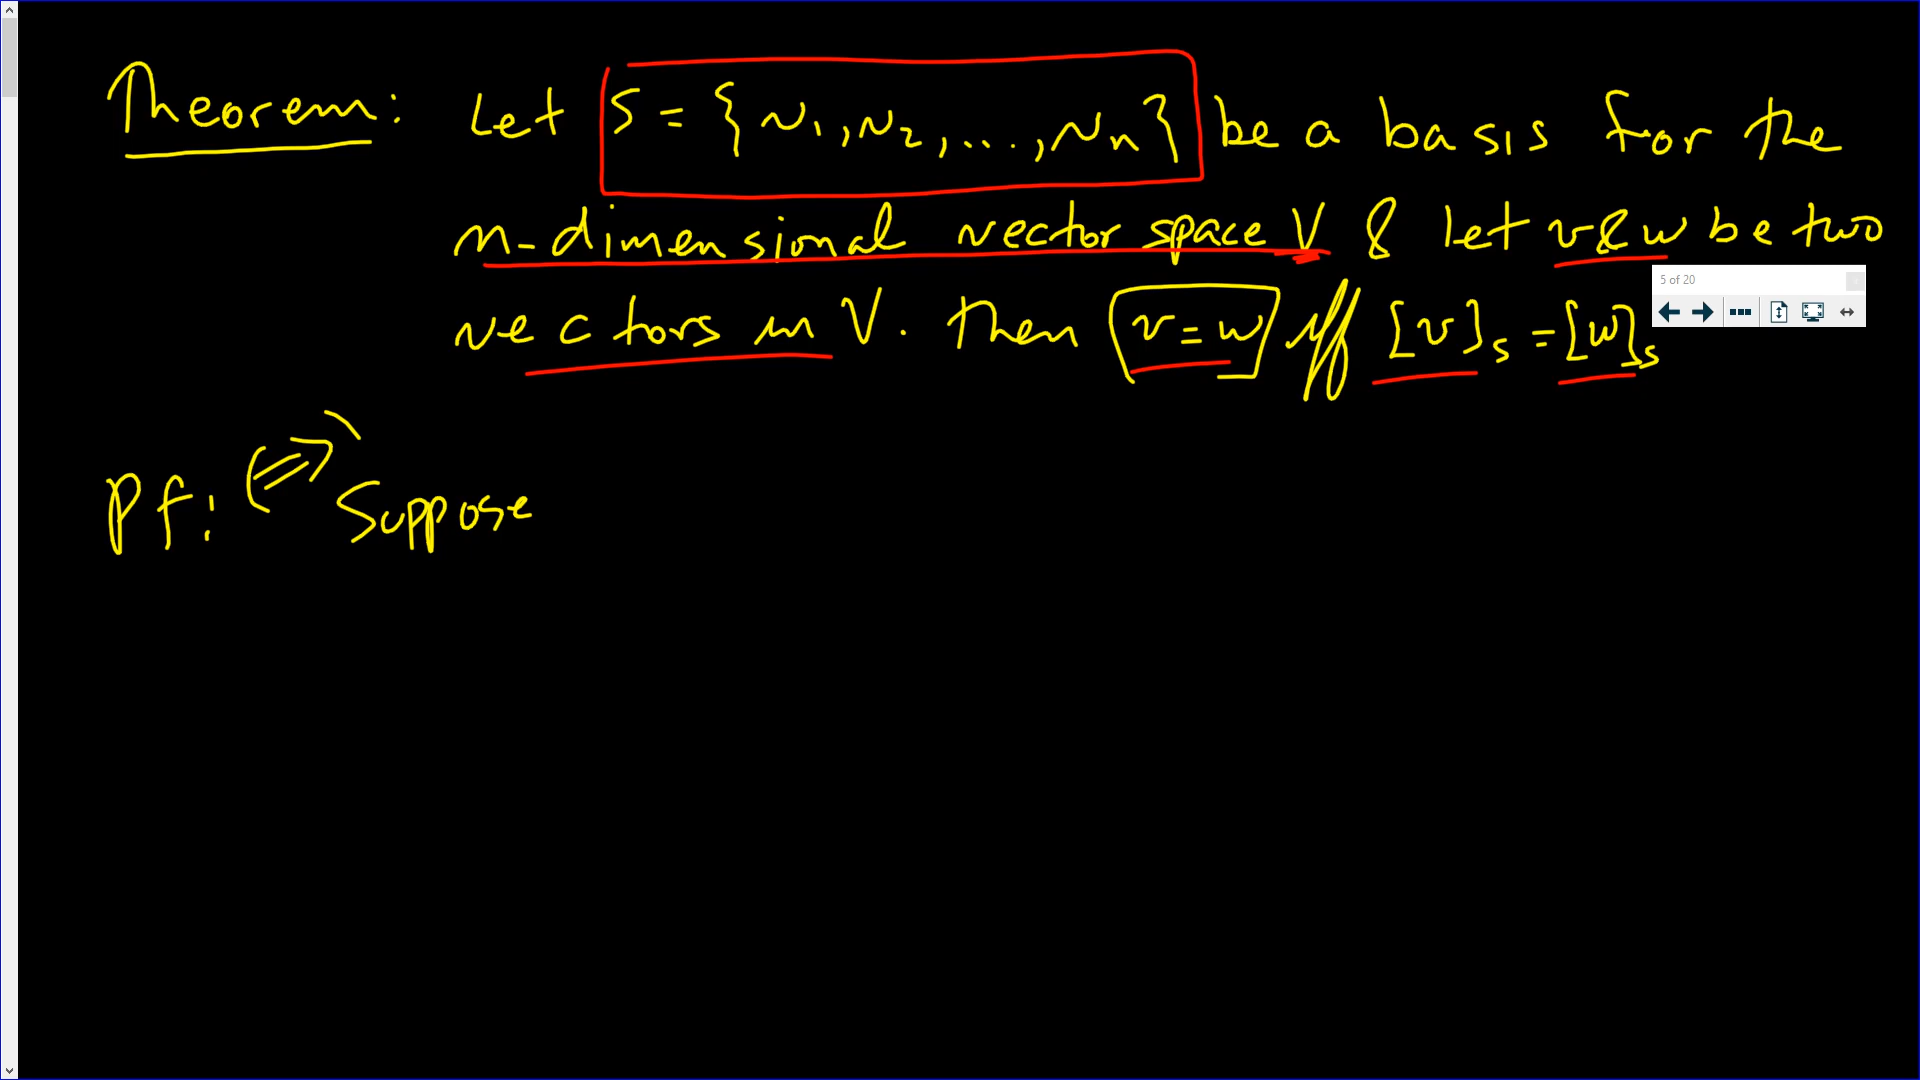 Theorem: Let S = { v₁, v₂, ..., vₙ } be a basis for the
n-dimensional vector space V & let v & w be two
5 of 20
vectors in V. then v = w iff [v]ₛ = [w]ₛ
Pf: (⇒) Suppose